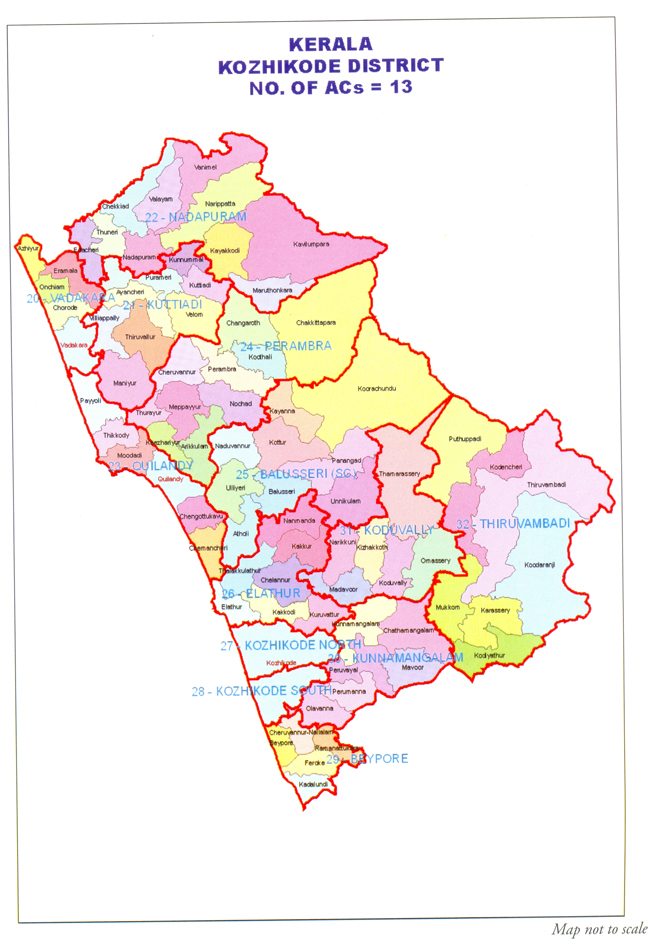 KERALA
KOZHIKODE DISTRICT
NO. OF ACs = 13
Vanimel
Valayam
Chekkiad
Narippatta
22 - NADAPURAM
Thuneri
Kavilumpara
Azhiyur
Edacheri
Nadapuram
Kunnummal
Kayakkodi
Eramala
Purameri
Kuttiadi
Onchiam
Ayancheri
Maruthonkara
20 - VADAKARA
21 - KUTTIADI
Chorode
Villiappally
Velom
Changaroth
Chakkittapara
Vadakara
Thiruvallur
24 - PERAMBRA
Kothali
Cheruvannur
Perambra
Maniyur
Koorachundu
Payyoli
Meppayyur
Nochad
Thurayur
Kayanna
Thikkody
Keezhariyur
Arikkulam
Naduvannur
Kottur
Puthuppadi
Moodadi
Panangad
Kodencheri
23 - QUILANDY
25 - BALUSSERI (SC)
Thamarassery
Quilandy
Ulliyeri
Balusseri
Unnikulam
Thiruvambadi
Chengottukavu
Nanmanda
32 - THIRUVAMBADI
Atholi
31 - KODUVALLY
Chemancheri
Kakkur
Narikkuni
Kizhakkoth
Omassery
Koodaranji
Thalakkulathur
Chelannur
Madavoor
Koduvally
26 - ELATHUR
Elathur
Kakkodi
Kuruvattur
Mukkom
Karassery
Kunnamangalam
Chathamangalam
27 - KOZHIKODE NORTH
Kodiyathur
30 - KUNNAMANGALAM
Kozhikode
Peruvayal
Mavoor
28 - KOZHIKODE SOUTH
Perumanna
Olavanna
Cheruvannur-Nallalam
Beypore
Ramanattukara
29 - BEYPORE
Feroke
Kadalundi
Map not to scale